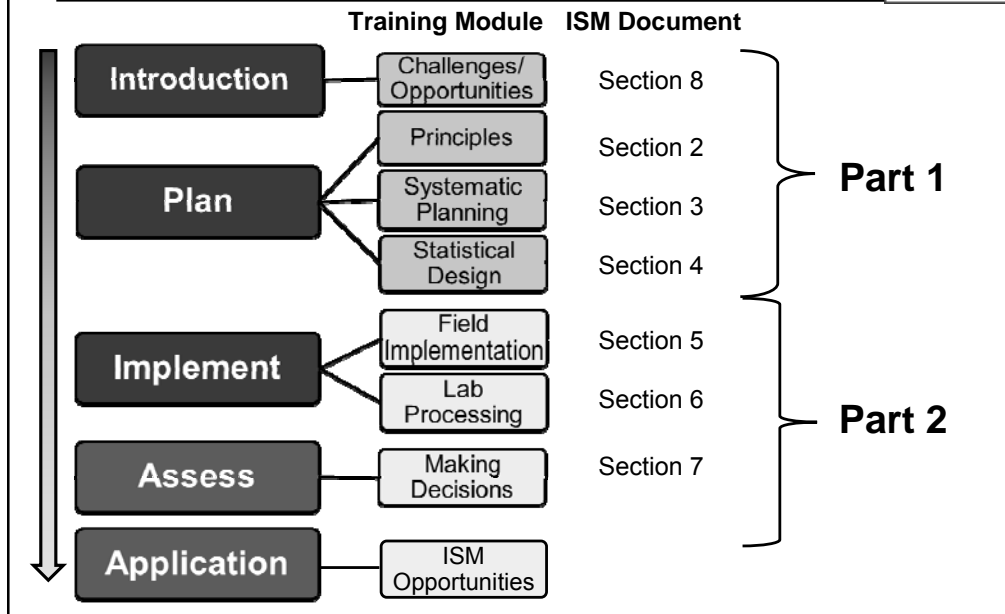 Training Module ISM Document
Introduction
Challenges/
Opportunities
Section 8
Plan
Principles
Section 2
Systematic
Planning
Section 3
Statistical
Design
Section 4
Part 1
Implement
Field
Implementation
Section 5
Lab
Processing
Section 6
Assess
Making
Decisions
Section 7
Part 2
Application
ISM
Opportunities